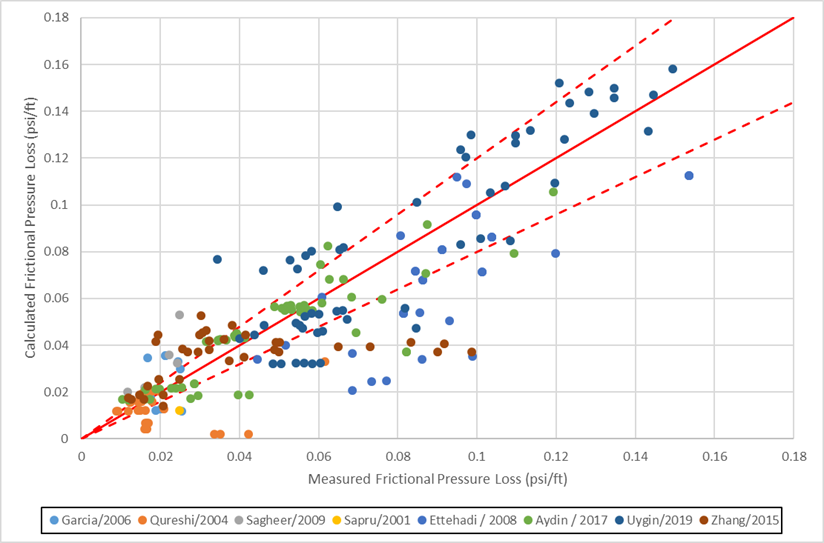 0.18
0.16
0.14
0.12
0.1
0.08
0.06
0.04
0.02
0
Calculated Frictional Pressure Loss (psi/ft)
0 0.02 0.04 0.06 0.08 0.1 0.12 0.14 0.16 0.18
Measured Frictional Pressure Loss (psi/ft)
Garcia/2006 Qureshi/2004 Sagheer/2009 Sapru/2001 Ettehadi / 2008 Aydin / 2017 Uygin/2019 Zhang/2015